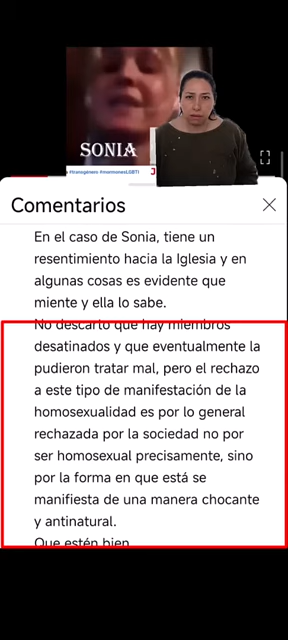 SONIA
#transgénero #mormonesLGBTI
J
Comentarios
En el caso de Sonia, tiene un
resentimiento hacia la Iglesia y en
algunas cosas es evidente que
miente y ella lo sabe.
No descarto que hay miembros
desatinados y que eventualmente la
pudieron tratar mal, pero el rechazo
a este tipo de manifestación de la
homosexualidad es por lo general
rechazada por la sociedad no por
ser homosexual precisamente, sino
por la forma en que está se
manifiesta de una manera chocante
y antinatural.
Que estén bien